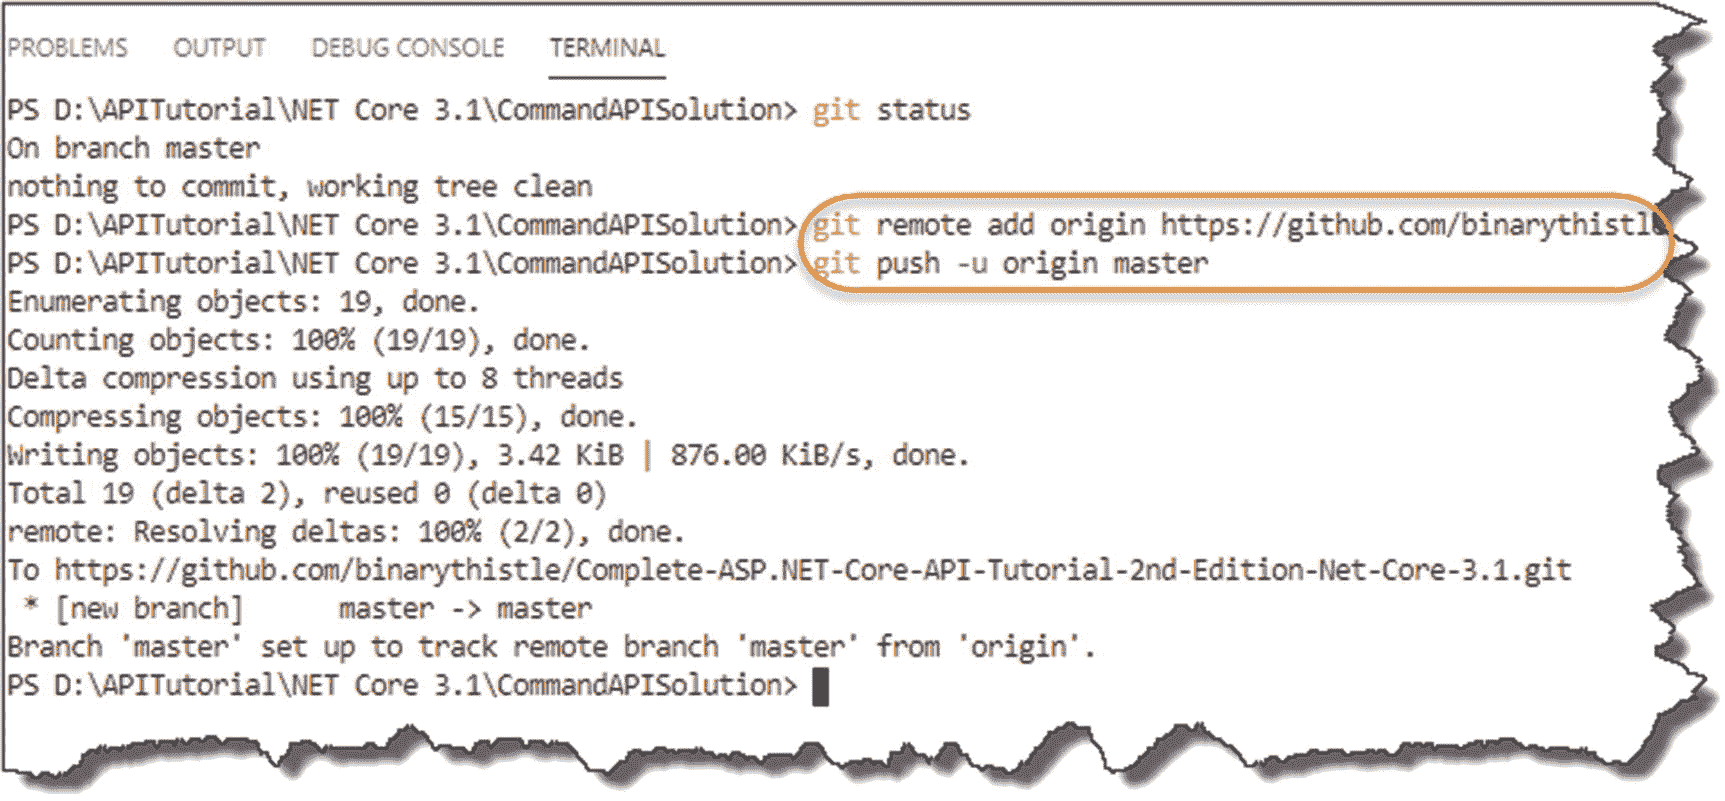 PROBLEMS OUTPUT DEBUG CONSOLE TERMINAL
PS D:\APITutorial\NET Core 3.1\CommandAPISolution> git status
On branch master
nothing to commit, working tree clean
PS D:\APITutorial\NET Core 3.1\CommandAPISolution> git remote add origin https://github.com/binarythistle
PS D:\APITutorial\NET Core 3.1\CommandAPISolution> git push -u origin master
Enumerating objects: 19, done.
Counting objects: 100% (19/19), done.
Delta compression using up to 8 threads
Compressing objects: 100% (15/15), done.
Writing objects: 100% (19/19), 3.42 KiB | 876.00 KiB/s, done.
Total 19 (delta 2), reused 0 (delta 0)
remote: Resolving deltas: 100% (2/2), done.
To https://github.com/binarythistle/Complete-ASP.NET-Core-API-Tutorial-2nd-Edition-Net-Core-3.1.git
 * [new branch]      master -> master
Branch 'master' set up to track remote branch 'master' from 'origin'.
PS D:\APITutorial\NET Core 3.1\CommandAPISolution>